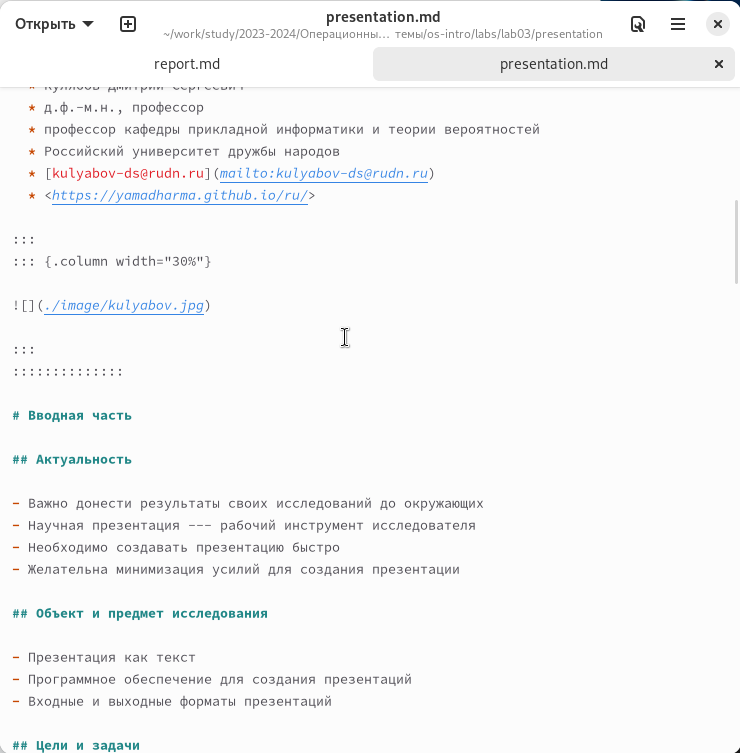 Открыть
presentation.md
~/work/study/2023-2024/Операционны... темы/os-intro/labs/lab03/presentation
report.md
presentation.md
* Кулябов Дмитрий Сергеевич
* д.ф.-м.н., профессор
* профессор кафедры прикладной информатики и теории вероятностей
* Российский университет дружбы народов
* [kulyabov-ds@rudn.ru](mailto:kulyabov-ds@rudn.ru)
* <https://yamadharma.github.io/ru/>
:::
::: {.column width="30%"}
![](./image/kulyabov.jpg)
:::
::::::::::::::
# Вводная часть
## Актуальность
- Важно донести результаты своих исследований до окружающих
- Научная презентация --- рабочий инструмент исследователя
- Необходимо создавать презентацию быстро
- Желательна минимизация усилий для создания презентации
## Объект и предмет исследования
- Презентация как текст
- Программное обеспечение для создания презентаций
- Входные и выходные форматы презентаций
## Цели и задачи